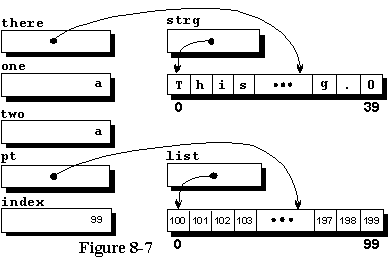 there
strg
one
a
T h i s ••• g . 0
0 39
two
a
pt
list
index
99
100 101 102 103 ••• 197 198 199
0 99
Figure 8-7